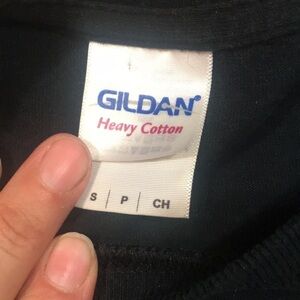 GILDAN
Heavy Cotton
S | P | CH